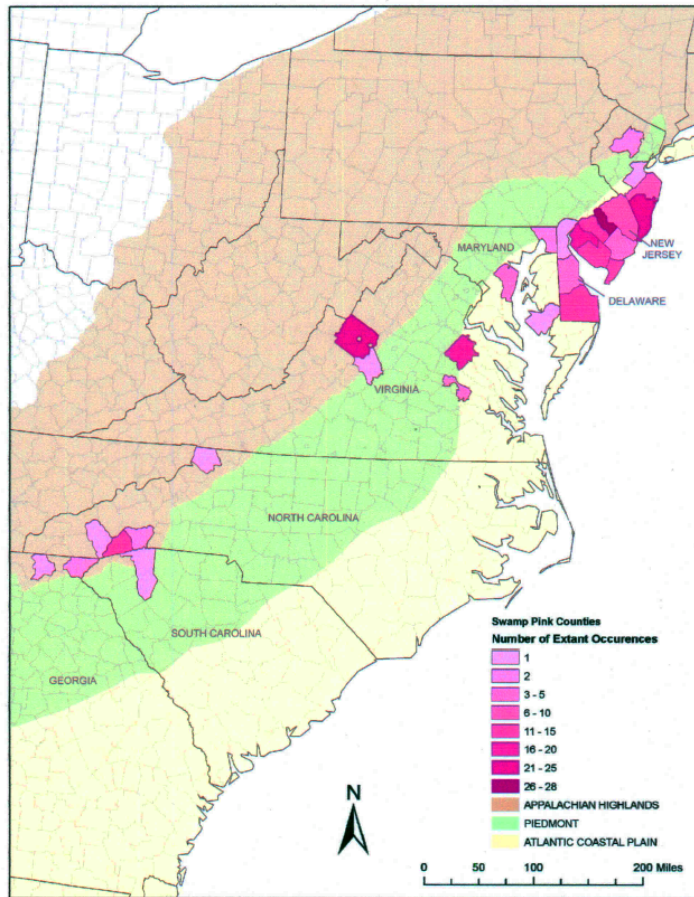 MARYLAND
NEW
JERSEY
DELAWARE
VIRGINIA
NORTH CAROLINA
SOUTH CAROLINA
GEORGIA
Swamp Pink Counties
Number of Extant Occurences
1
2
3 - 5
6 - 10
11 - 15
16 - 20
21 - 25
26 - 28
APPALACHIAN HIGHLANDS
PIEDMONT
ATLANTIC COASTAL PLAIN
N
0 50 100 200 Miles